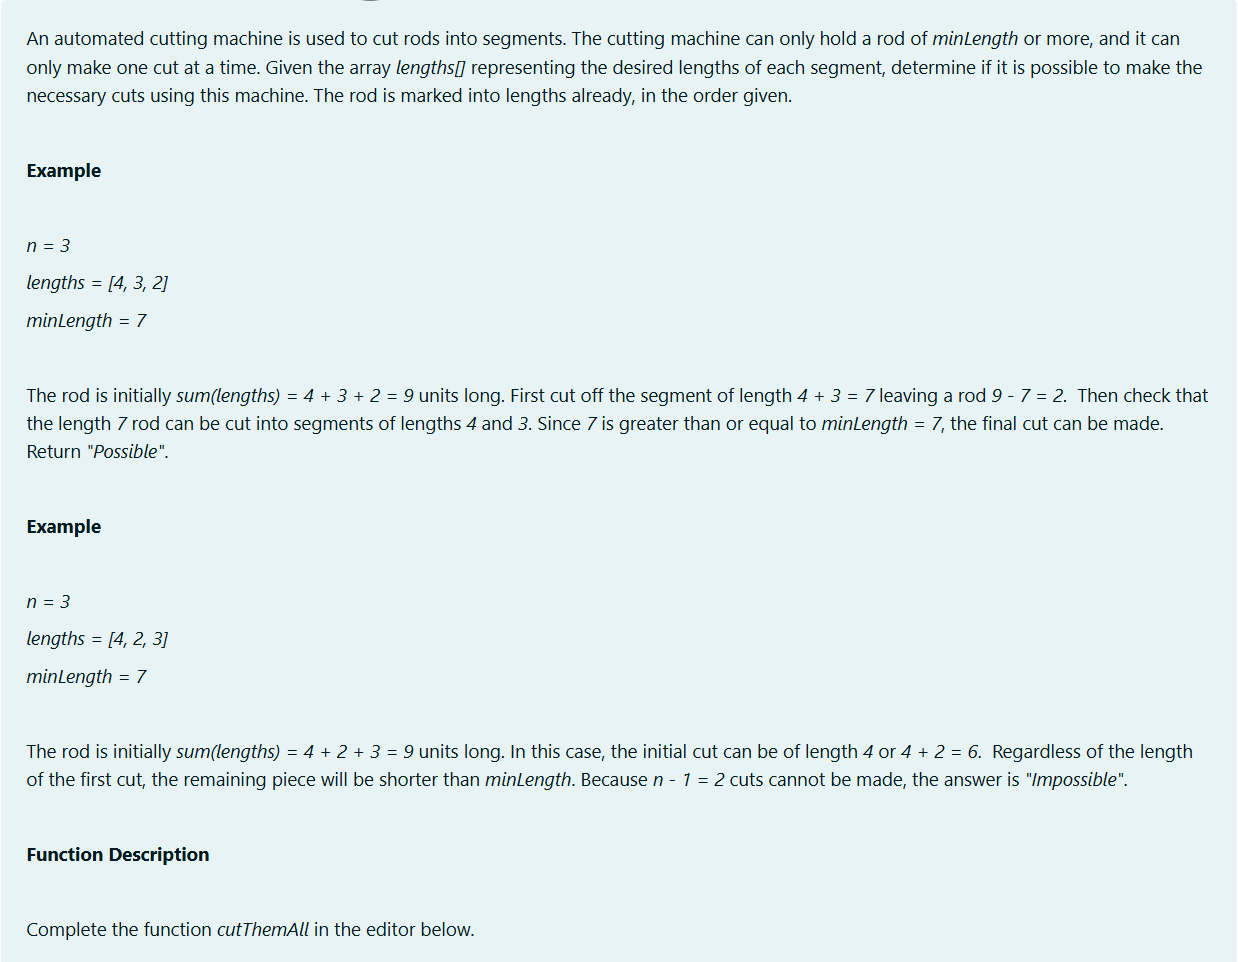 An automated cutting machine is used to cut rods into segments. The cutting machine can only hold a rod of minLength or more, and it can
only make one cut at a time. Given the array lengths[] representing the desired lengths of each segment, determine if it is possible to make the
necessary cuts using this machine. The rod is marked into lengths already, in the order given.
Example
n = 3
lengths = [4, 3, 2]
minLength = 7
The rod is initially sum(lengths) = 4 + 3 + 2 = 9 units long. First cut off the segment of length 4 + 3 = 7 leaving a rod 9 - 7 = 2.  Then check that
the length 7 rod can be cut into segments of lengths 4 and 3. Since 7 is greater than or equal to minLength = 7, the final cut can be made.
Return "Possible".
Example
n = 3
lengths = [4, 2, 3]
minLength = 7
The rod is initially sum(lengths) = 4 + 2 + 3 = 9 units long. In this case, the initial cut can be of length 4 or 4 + 2 = 6.  Regardless of the length
of the first cut, the remaining piece will be shorter than minLength. Because n - 1 = 2 cuts cannot be made, the answer is "Impossible".
Function Description
Complete the function cutThemAll in the editor below.